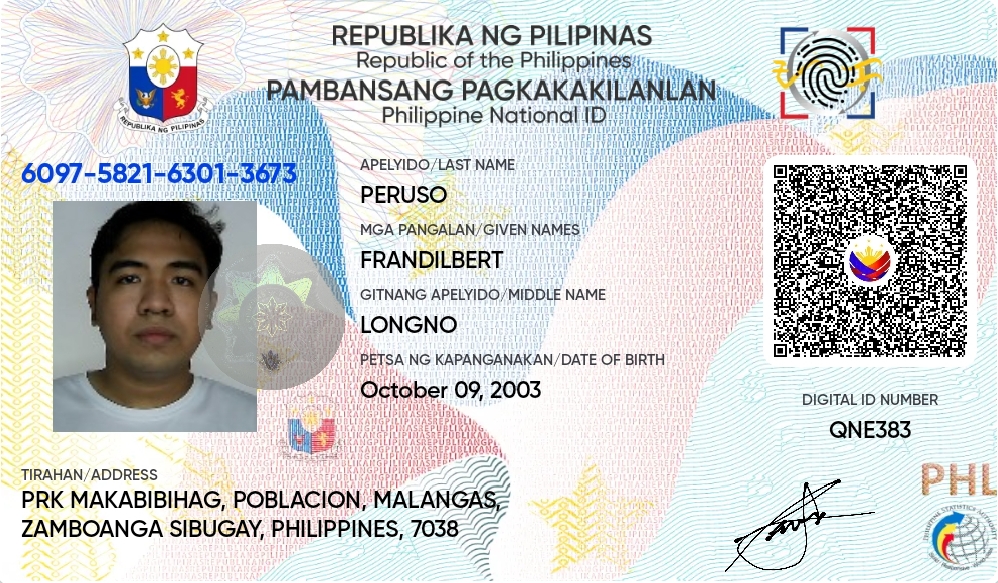 REPUBLIKA NG PILIPINAS
Republic of the Philippines
PAMBANSANG PAGKAKAKILANLAN
Philippine National ID
REPUBLIKA NG PILIPINAS
6097-5821-6301-3673
APELYIDO/LAST NAME
PERUSO
MGA PANGALAN/GIVEN NAMES
FRANDILBERT
GITNANG APELYIDO/MIDDLE NAME
LONGNO
PETSA NG KAPANGANAKAN/DATE OF BIRTH
October 09, 2003
DIGITAL ID NUMBER
QNE383
TIRAHAN/ADDRESS
PRK MAKABIBIHAG, POBLACION, MALANGAS,
ZAMBOANGA SIBUGAY, PHILIPPINES, 7038
PHL